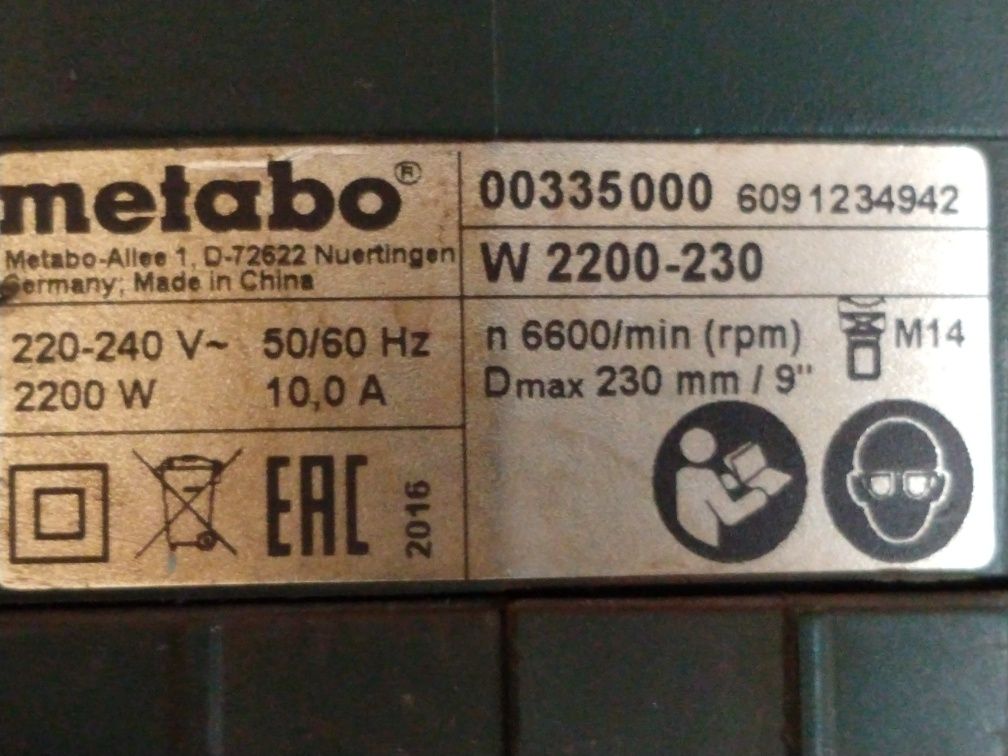 metabo®
Metabo-Allee 1, D-72622 Nuertingen
Germany; Made in China
00335000 6091234942
W 2200-230
220-240 V~ 50/60 Hz
2200 W 10,0 A
n 6600/min (rpm) M14
Dmax 230 mm / 9"
EAC
2016